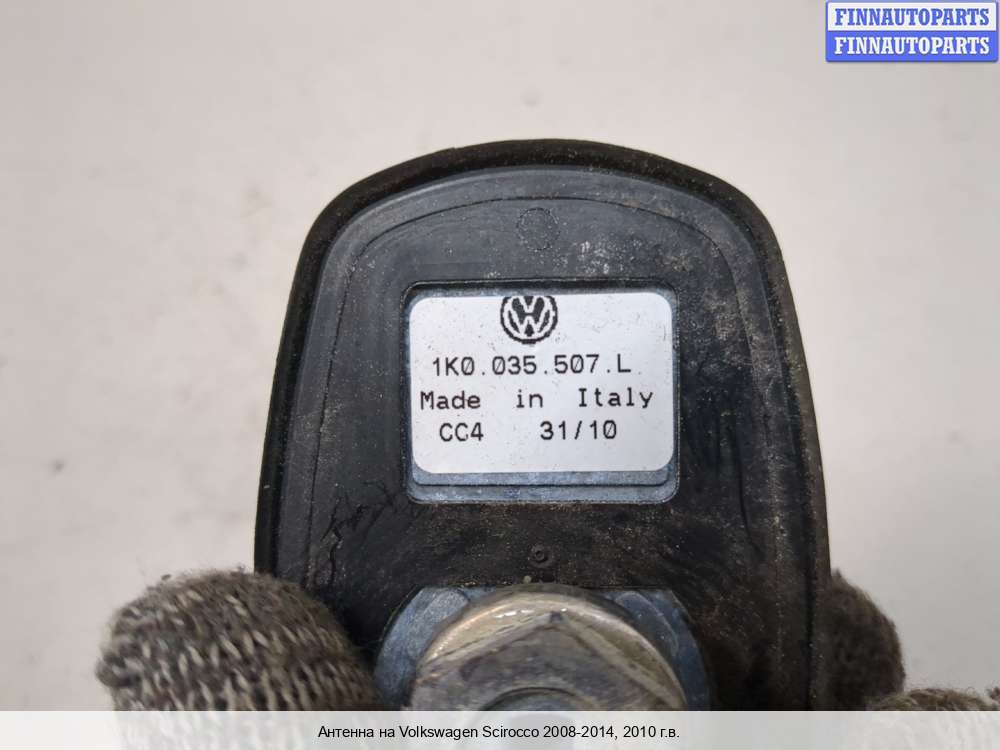 FINNAUTOPARTS
FINNAUTOPARTS
1K0.035.507.L
Made in Italy
CC4 31/10
Антенна на Volkswagen Scirocco 2008-2014, 2010 г.в.